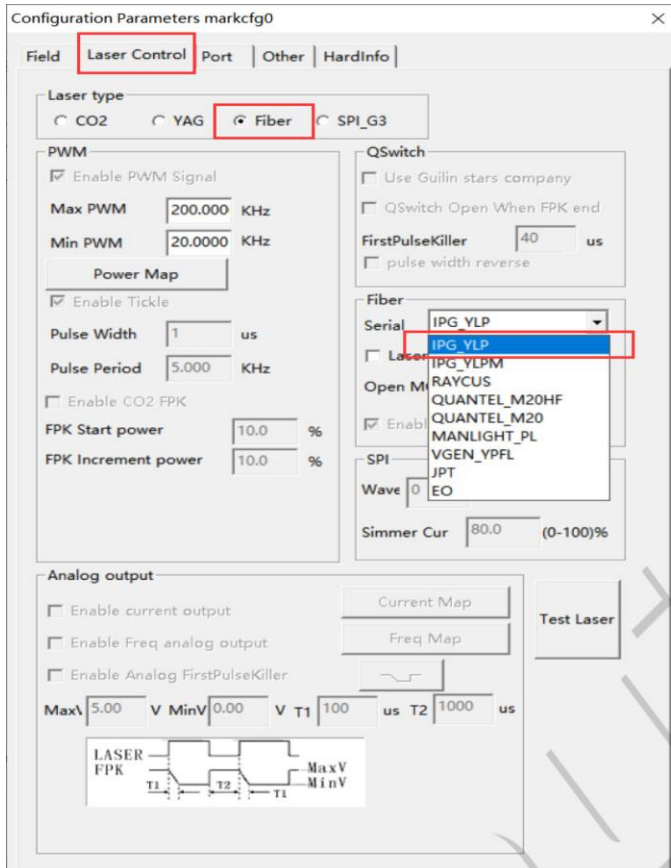 Configuration Parameters markcfg0
Field Laser Control Port Other HardInfo
Laser type
CO2 YAG Fiber SPI_G3
PWM
Enable PWM Signal
Max PWM 200.000 KHz
Min PWM 20.0000 KHz
Power Map
Enable Tickle
Pulse Width 1 us
Pulse Period 5.000 KHz
Enable CO2 FPK
FPK Start power 10.0 %
FPK Increment power 10.0 %
QSwitch
Use Guilin stars company
QSwitch Open When FPK end
FirstPulseKiller 40 us
pulse width reverse
Fiber
Serial IPG_YLP
IPG_YLP
Laser
IPG_YLPM
RAYCUS
Open M
QUANTEL_M20HF
QUANTEL_M20
Enabl
MANLIGHT_PL
VGEN_YPFL
SPI
JPT
Wave 0
EO
Simmer Cur 80.0 (0-100)%
Analog output
Enable current output Current Map
Enable Freq analog output Freq Map
Enable Analog FirstPulseKiller
Test Laser
Max\ 5.00 V MinV 0.00 V T1 100 us T2 1000 us
LASER
FPK
MaxV
MinV
T1 T2 T1